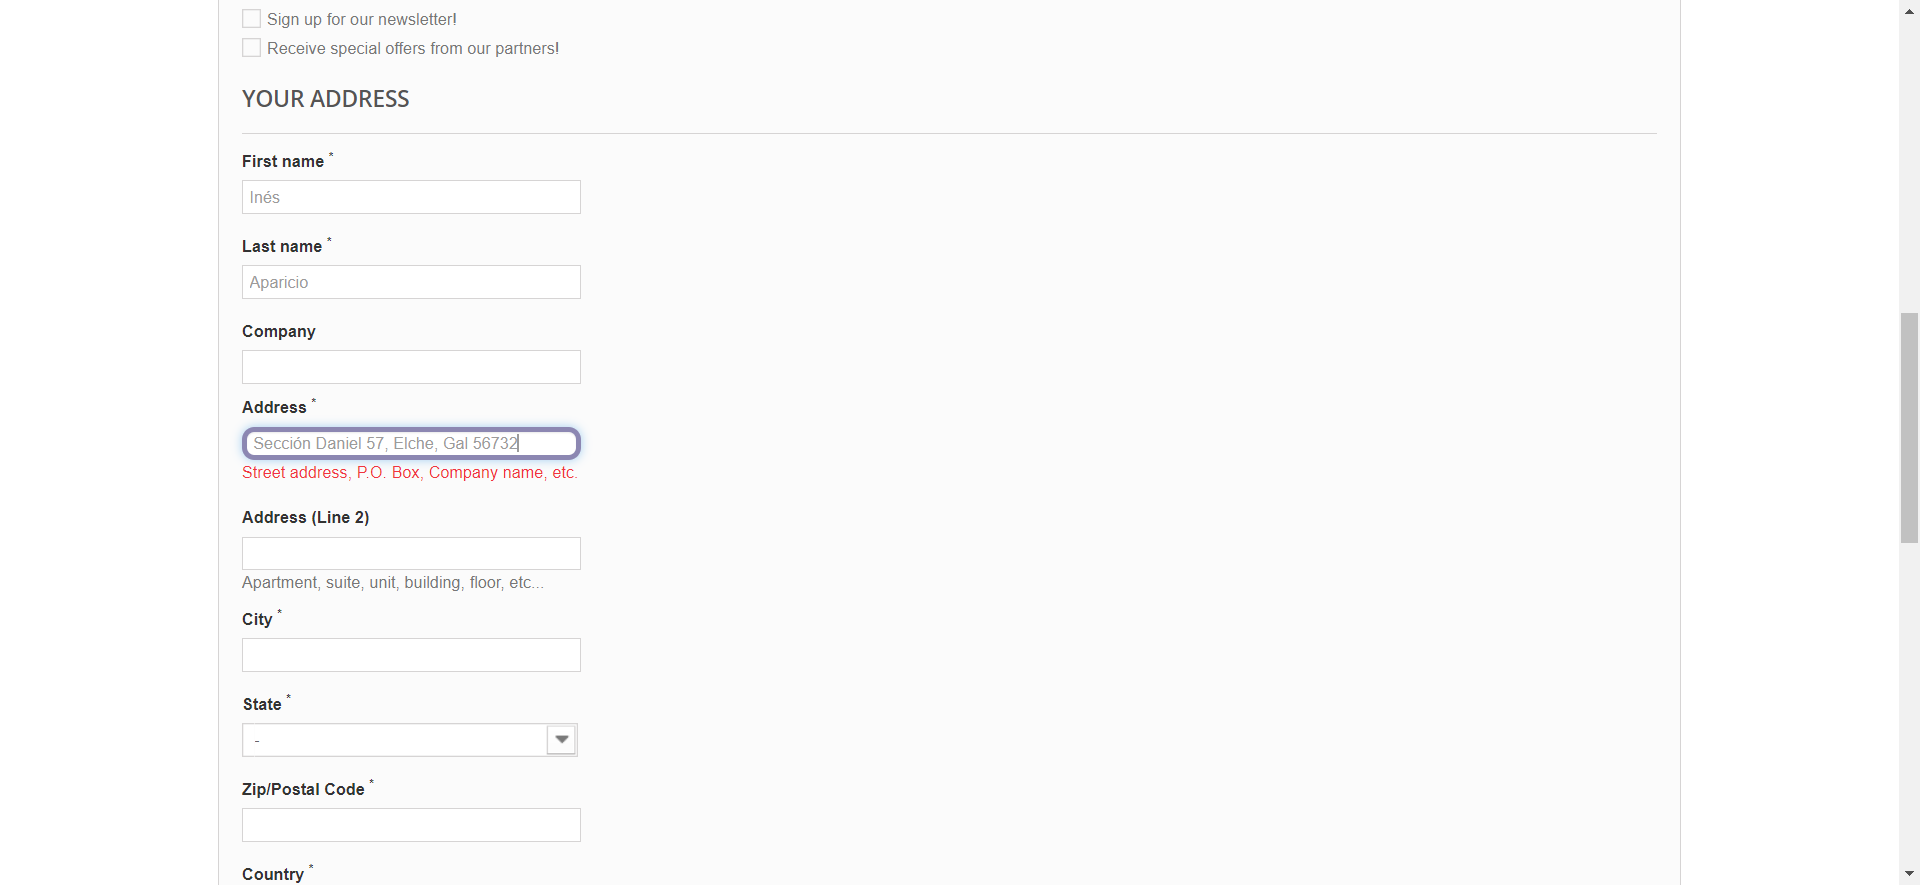 Sign up for our newsletter!
Receive special offers from our partners!
YOUR ADDRESS
First name *
Inés
Last name *
Aparicio
Company
Address *
Sección Daniel 57, Elche, Gal 56732
Street address, P.O. Box, Company name, etc.
Address (Line 2)
Apartment, suite, unit, building, floor, etc...
City *
State *
-
Zip/Postal Code *
Country *